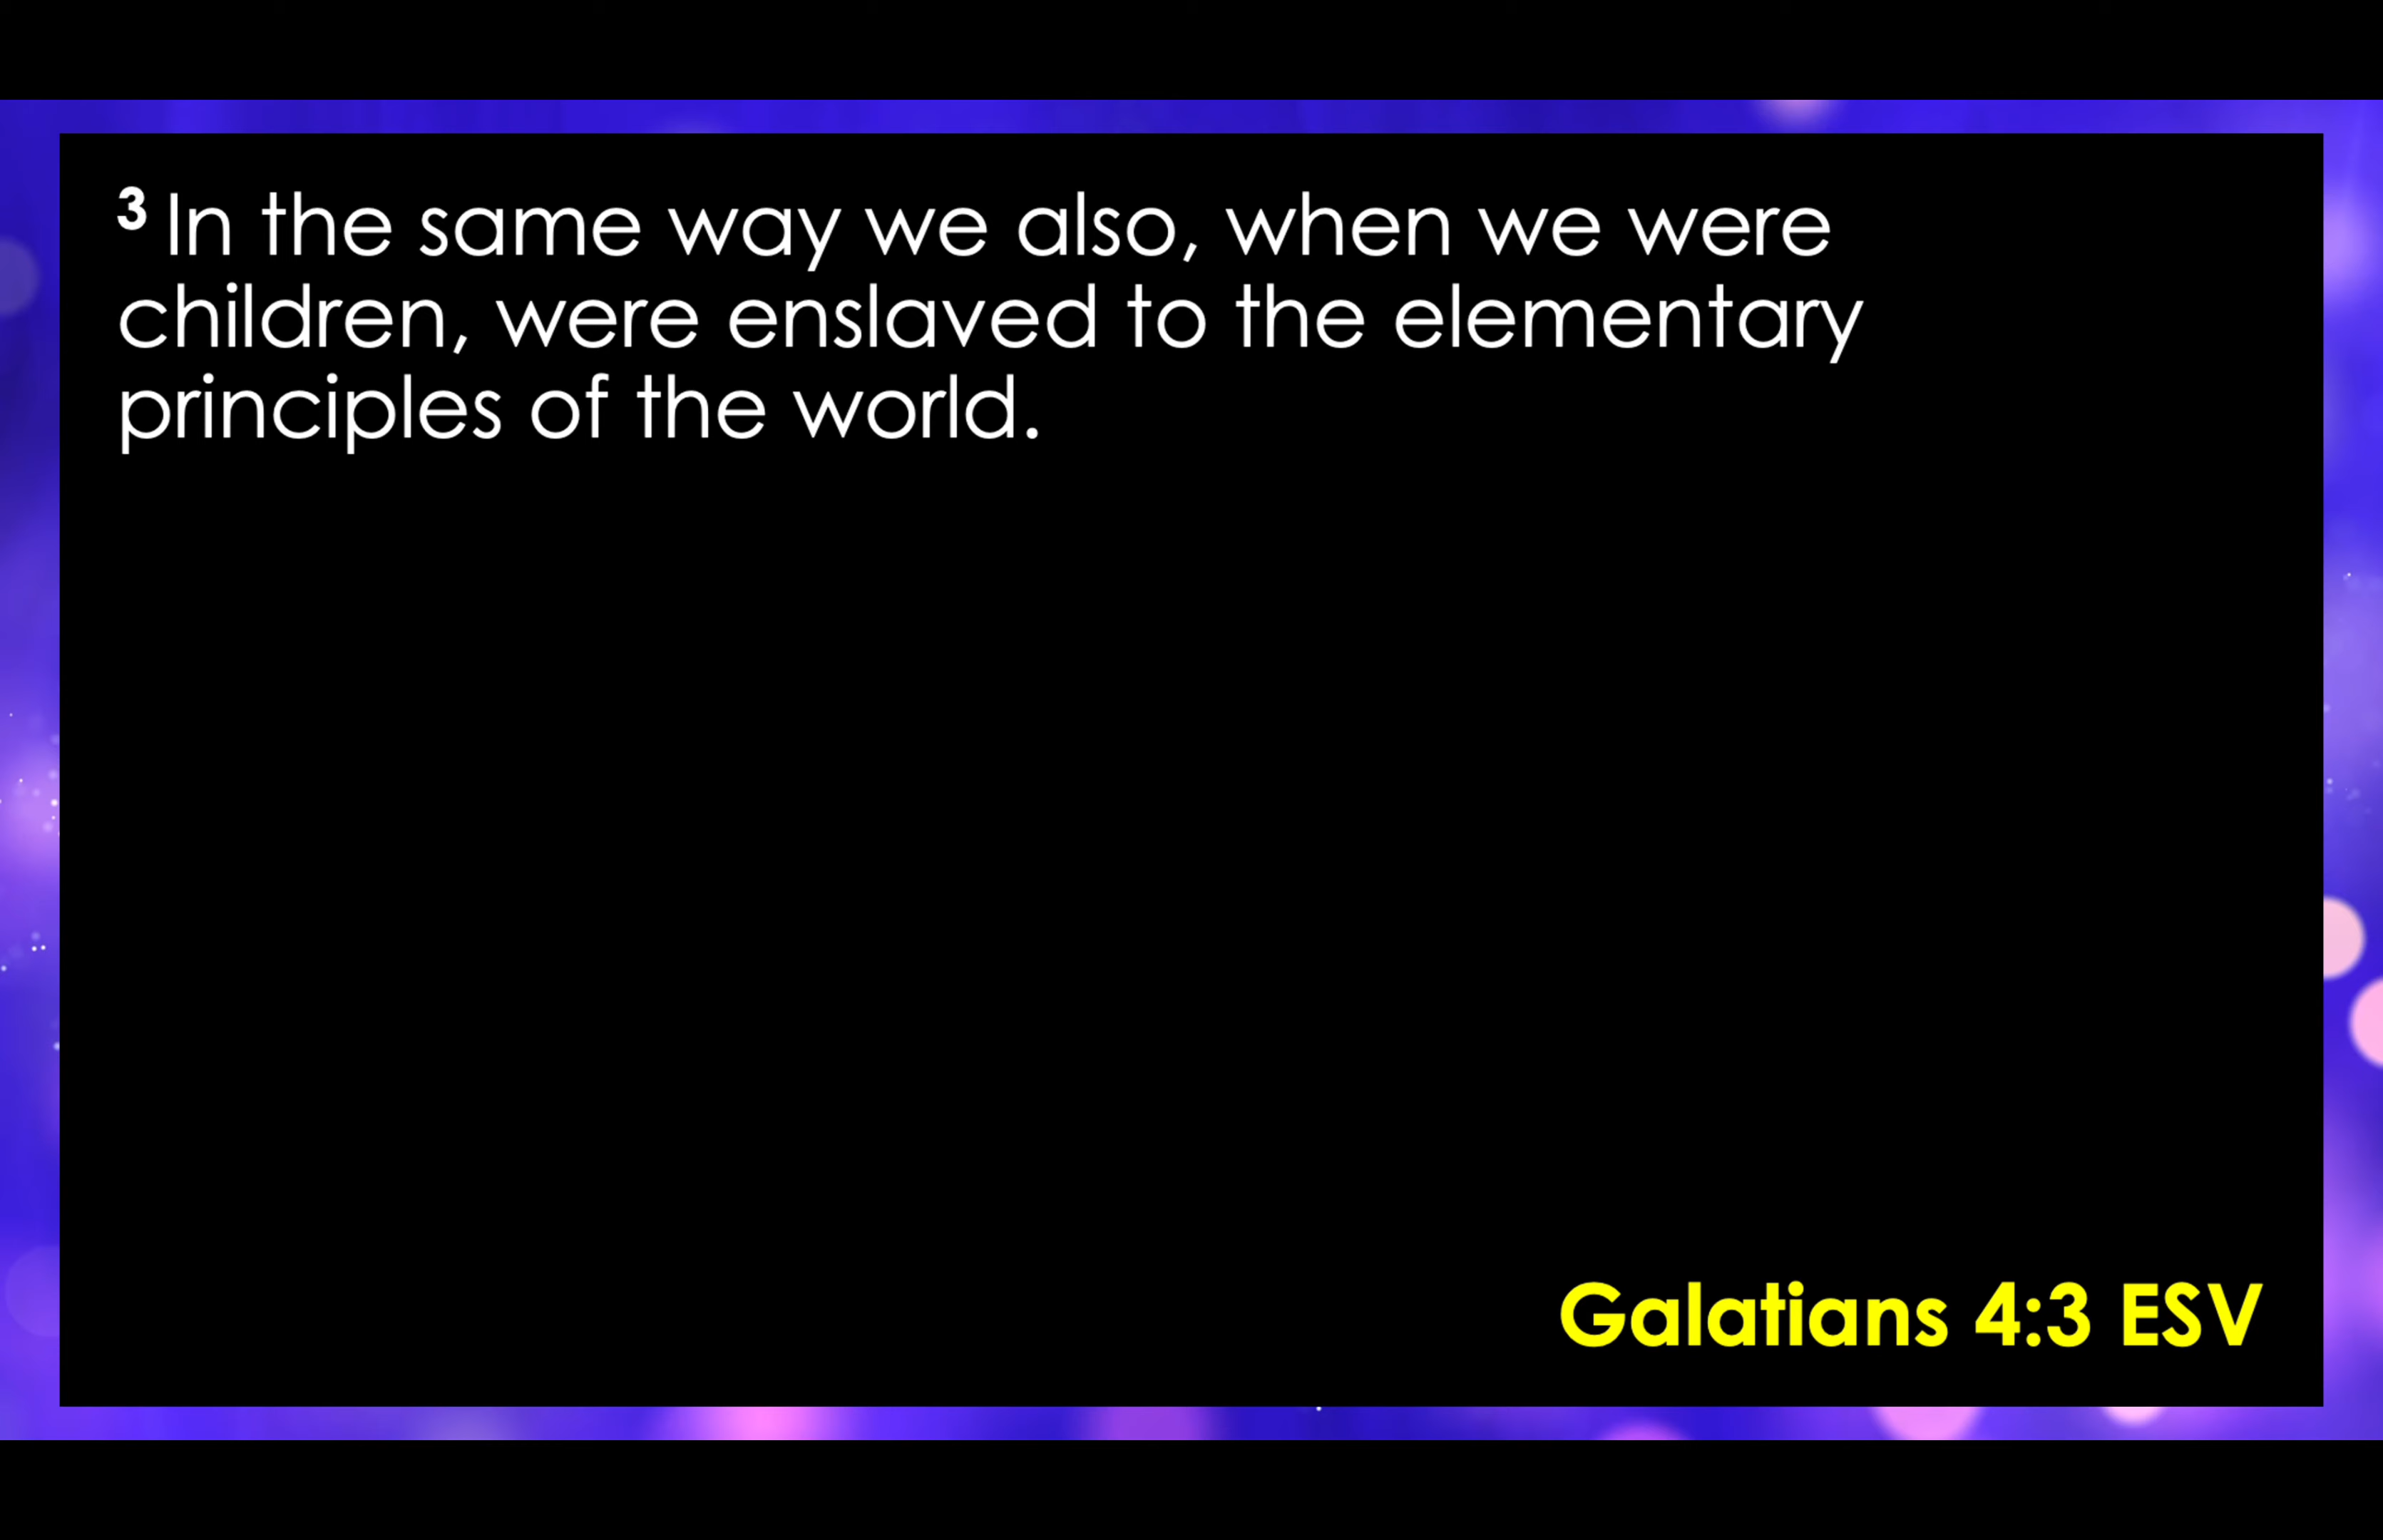 3 In the same way we also, when we were
children, were enslaved to the elementary
principles of the world.
Galatians 4:3 ESV